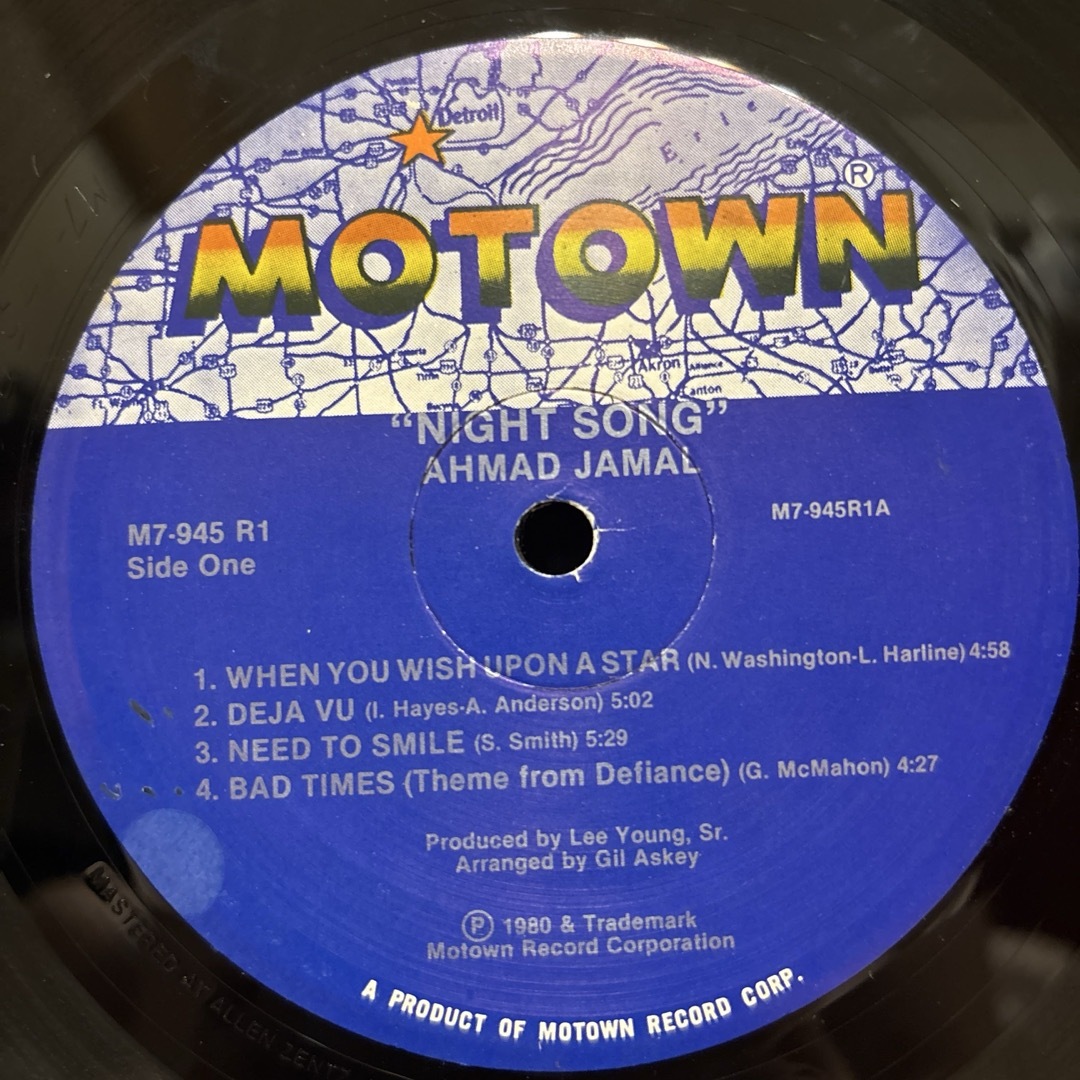 Detroit
Erie
®
MOTOWN
Akron
Canton
"NIGHT SONG"
AHMAD JAMAL
M7-945 R1
M7-945R1A
Side One
1. WHEN YOU WISH UPON A STAR (N. Washington-L. Harline) 4:58
2. DEJA VU (I. Hayes-A. Anderson) 5:02
3. NEED TO SMILE (S. Smith) 5:29
4. BAD TIMES (Theme from Defiance) (G. McMahon) 4:27
Produced by Lee Young, Sr.
Arranged by Gil Askey
Ⓟ 1980 & Trademark
Motown Record Corporation
A PRODUCT OF MOTOWN RECORD CORP.
MASTERED AT ALLEN ZENTZ